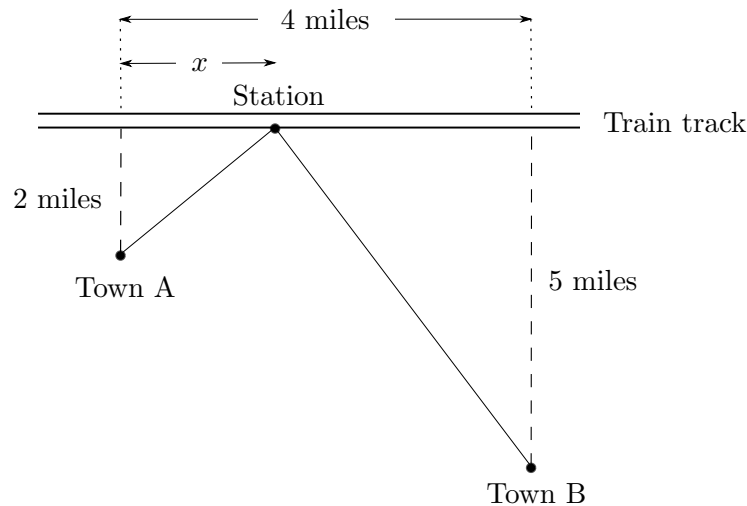 4 miles
x
Station
Train track
2 miles
Town A
5 miles
Town B